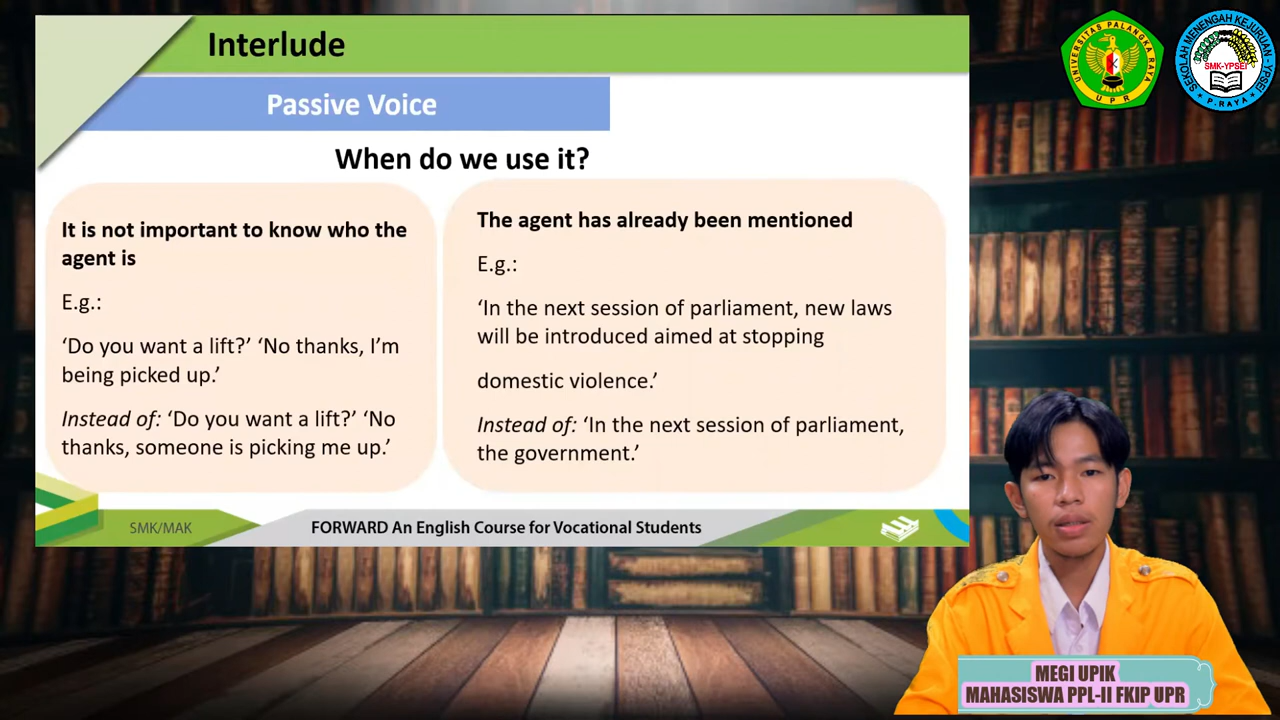 Interlude
Passive Voice
When do we use it?
It is not important to know who the
agent is
E.g.:
‘Do you want a lift?’ ‘No thanks, I’m
being picked up.’
Instead of: ‘Do you want a lift?’ ‘No
thanks, someone is picking me up.’
The agent has already been mentioned
E.g.:
‘In the next session of parliament, new laws
will be introduced aimed at stopping
domestic violence.’
Instead of: ‘In the next session of parliament,
the government.’
SMK/MAK
FORWARD An English Course for Vocational Students
UNIVERSITAS PALANGKA RAYA
UPR
SEKOLAH MENENGAH KEJURUAN-YPSEI
SMK-YPSEI
P.RAYA
MEGI UPIK
MAHASISWA PPL-II FKIP UPR